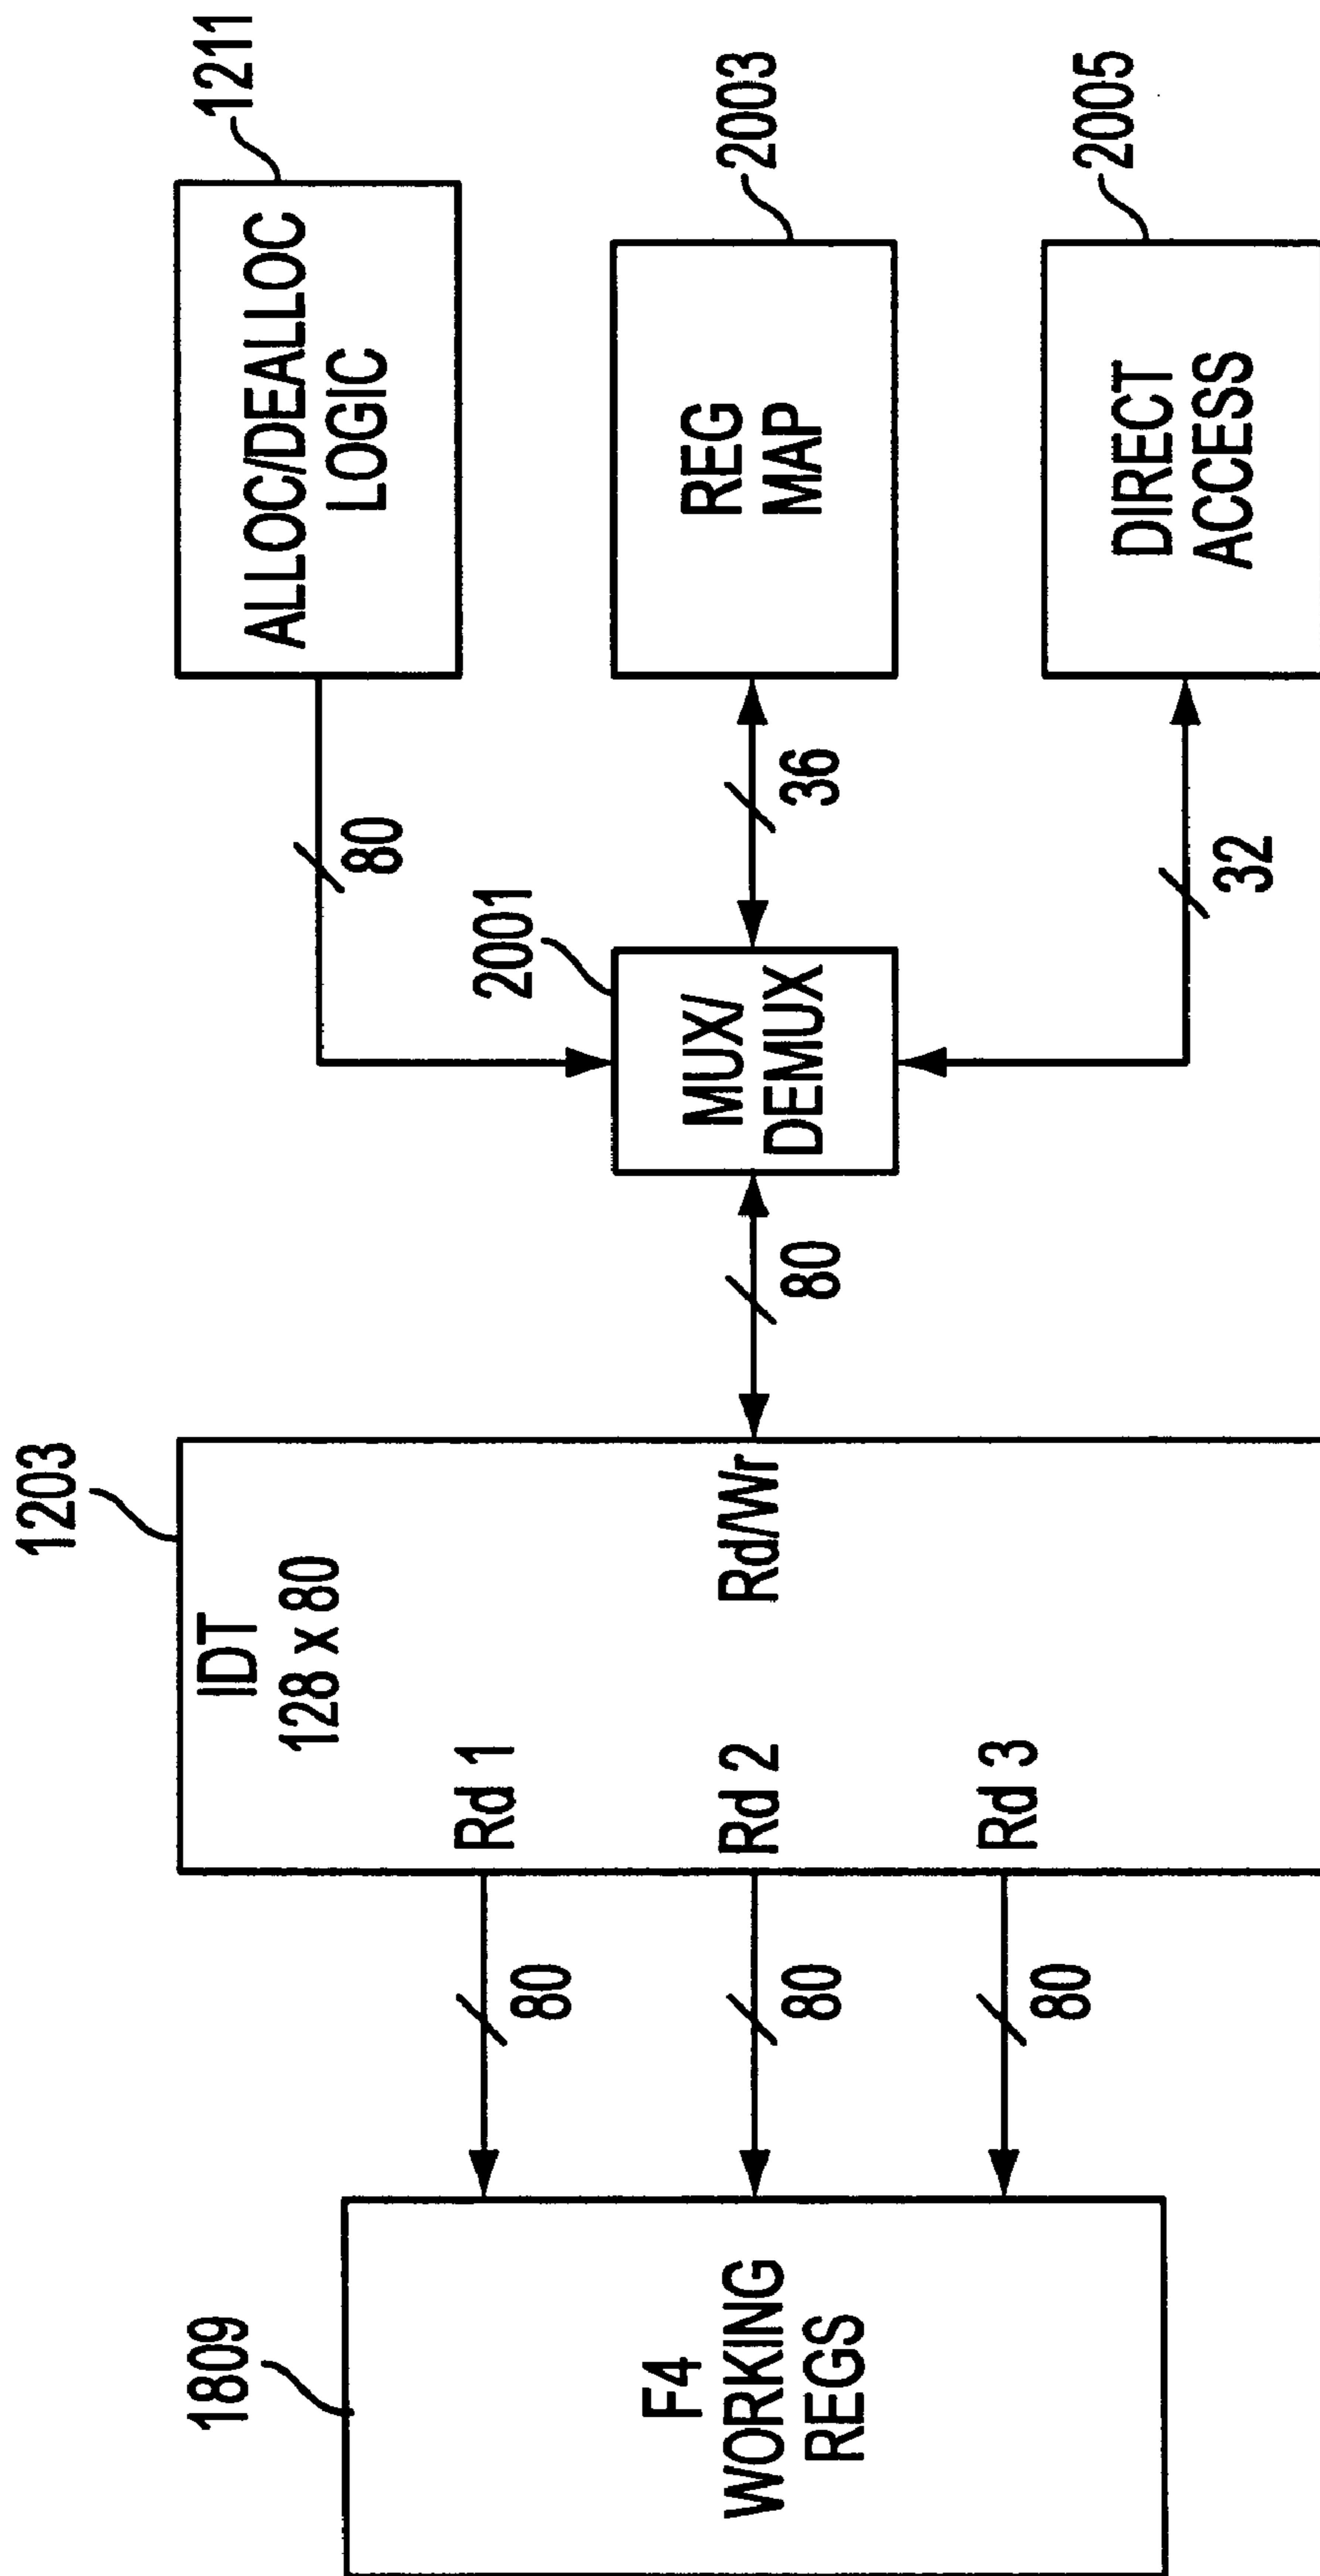 1809
F4
WORKING
REGS
80
80
80
1203
IDT
128 x 80
Rd 1
Rd 2
Rd 3
Rd/Wr
80
2001
MUX/
DEMUX
80
36
32
1211
ALLOC/DEALLOC
LOGIC
2003
REG
MAP
2005
DIRECT
ACCESS